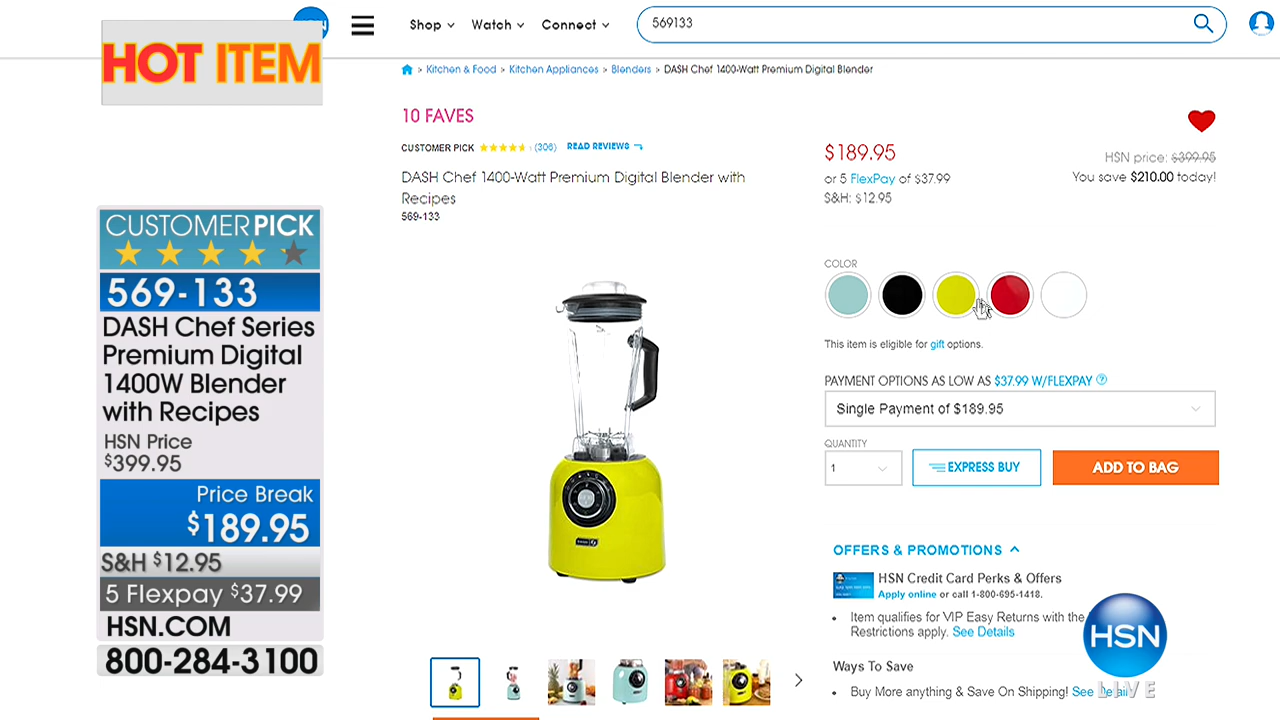 HOT ITEM
CUSTOMER PICK
569-133
DASH Chef Series
Premium Digital
1400W Blender
with Recipes
HSN Price
$399.95
Price Break
$189.95
S&H $12.95
5 Flexpay $37.99
HSN.COM
800-284-3100
Shop Watch Connect 569133
> Kitchen & Food > Kitchen Appliances > Blenders > DASH Chef 1400-Watt Premium Digital Blender
10 FAVES
CUSTOMER PICK (306) READ REVIEWS
DASH Chef 1400-Watt Premium Digital Blender with
Recipes
569-133
$189.95
HSN price: $399.95
or 5 FlexPay of $37.99
You save $210.00 today!
S&H: $12.95
COLOR
This item is eligible for gift options.
PAYMENT OPTIONS AS LOW AS $37.99 W/FLEXPAY ?
Single Payment of $189.95
QUANTITY
1
EXPRESS BUY
ADD TO BAG
OFFERS & PROMOTIONS
HSN Credit Card Perks & Offers
Apply online or call 1-800-695-1418.
• Item qualifies for VIP Easy Returns with the
Restrictions apply. See Details
Ways To Save
• Buy More anything & Save On Shipping! See
HSN
LIVE